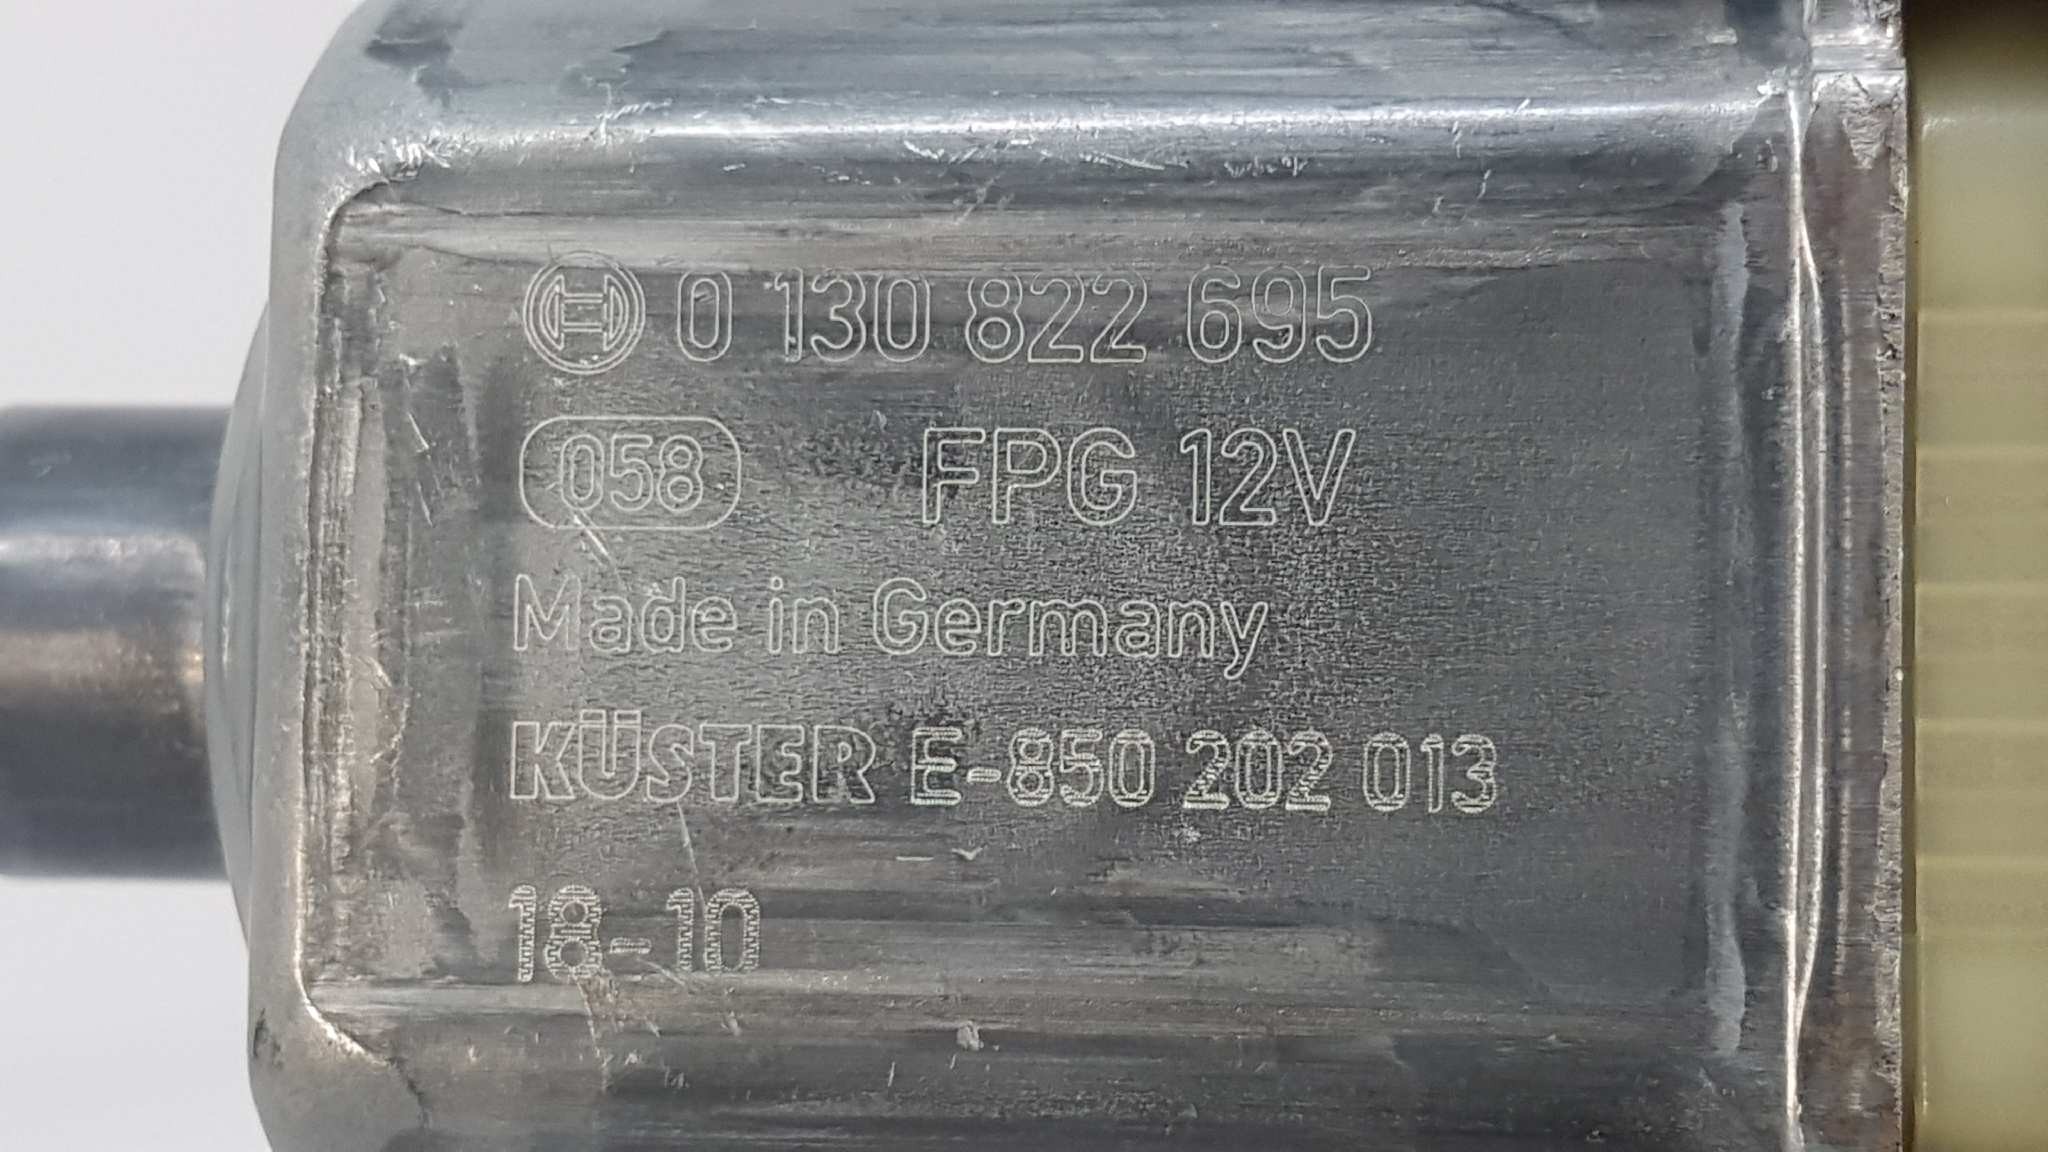 0 130 822 695
058 FPG 12V
Made in Germany
KÜSTER E-850 202 013
18-10